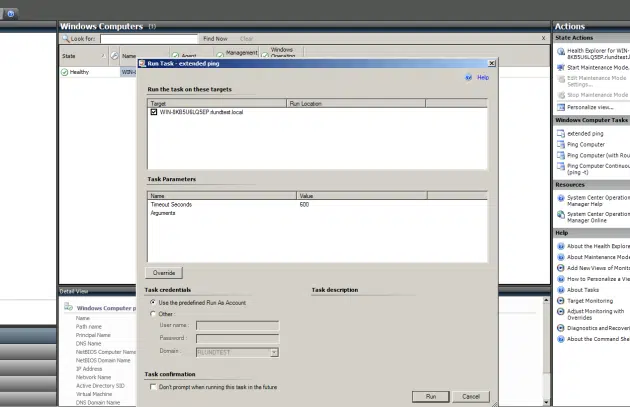 Windows Computers (1)
Look for:
Find Now
Clear
x
State
Name
Agent
Management
Windows
Operating
Healthy
WIN-8
Run Task - extended ping
Help
Run the task on these targets
Target
Run Location
WIN-8KB5U6LQ5EP.rlundtest.local
Task Parameters
Name
Value
Timeout Seconds
600
Arguments
Override
Task credentials
Task description
Use the predefined Run As Account
Other :
User name :
Password :
Domain :
RLUNDTEST
Task confirmation
Don't prompt when running this task in the future
Run
Cancel
Detail View
Windows Computer p
Name
Path name
Principal Name
DNS Name
NetBIOS Computer Name
NetBIOS Domain Name
IP Address
Network Name
Active Directory SID
Virtual Machine
DNS Domain Name
Actions
State Actions
Health Explorer for WIN-
8KB5U6LQ5EP.rlundtest
Start Maintenance Mode.
Edit Maintenance Mode
Settings...
Stop Maintenance Mode
Personalize view...
Windows Computer Tasks
extended ping
Ping Computer
Ping Computer (with Rou
Ping Computer Continuou
(ping -t)
Resources
System Center Operation
Manager Help
System Center Operation
Manager Online
Help
About the Health Explore
About Maintenance Mod
Add New Views of Monito
How to Personalize a Vie
About Tasks
Target Monitoring
Adjust Monitoring with
Overrides
Diagnostics and Recover
About the Command She